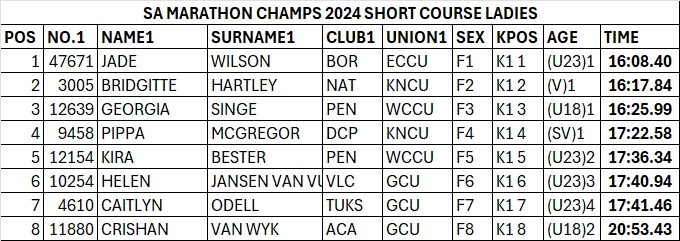 SA MARATHON CHAMPS 2024 SHORT COURSE LADIES
POS NO.1 NAME1 SURNAME1 CLUB1 UNION1 SEX KPOS AGE TIME
1 47671 JADE WILSON BOR ECCU F1 K1 1 (U23)1 16:08.40
2 3005 BRIDGITTE HARTLEY NAT KNCU F2 K1 2 (V)1 16:17.84
3 12639 GEORGIA SINGE PEN WCCU F3 K1 3 (U18)1 16:25.99
4 9458 PIPPA MCGREGOR DCP KNCU F4 K1 4 (SV)1 17:22.58
5 12154 KIRA BESTER PEN WCCU F5 K1 5 (U23)2 17:36.34
6 10254 HELEN JANSEN VAN VU VLC GCU F6 K1 6 (U23)3 17:40.94
7 4610 CAITLYN ODELL TUKS GCU F7 K1 7 (U23)4 17:41.46
8 11880 CRISHAN VAN WYK ACA GCU F8 K1 8 (U18)2 20:53.43